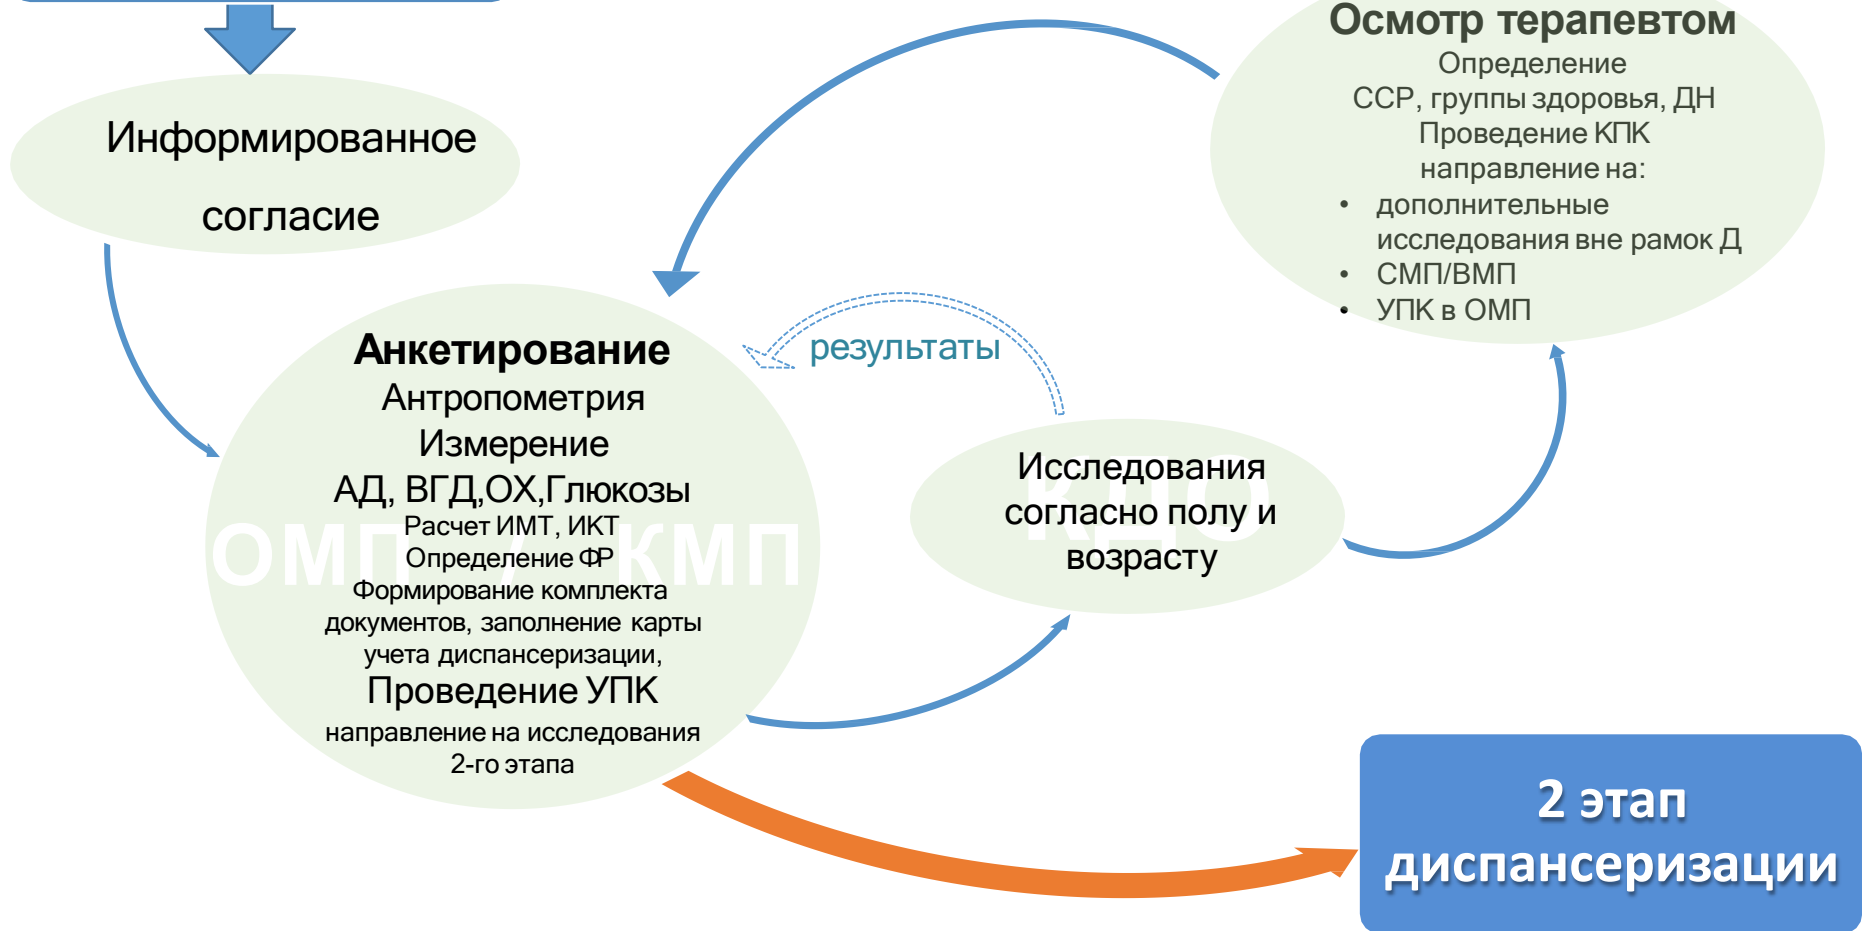 Осмотр терапевтом
Определение
ССР, группы здоровья, ДН
Проведение КПК
направление на:
• дополнительные
исследования вне рамок Д
• СМП/ВМП
• УПК в ОМП
Информированное
согласие
результаты
Анкетирование
Антропометрия
Измерение
АД, ВГД,ОХ,Глюкозы
Расчет ИМТ, ИКТ
Определение ФР
Формирование комплекта
документов, заполнение карты
учета диспансеризации,
Проведение УПК
направление на исследования
2-го этапа
ОМП / КМП
Исследования
согласно полу и
возрасту
КДО
2 этап
диспансеризации